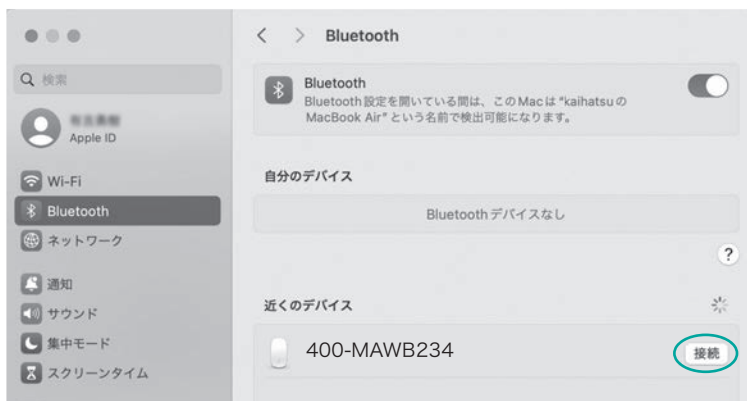 Bluetooth
検索
Bluetooth
Bluetooth設定を開いている間は、このMacは "kaihatsuの
MacBook Air" という名前で検出可能になります。
Apple ID
Wi-Fi
Bluetooth
ネットワーク
通知
サウンド
集中モード
スクリーンタイム
自分のデバイス
Bluetoothデバイスなし
?
近くのデバイス
400-MAWB234
接続